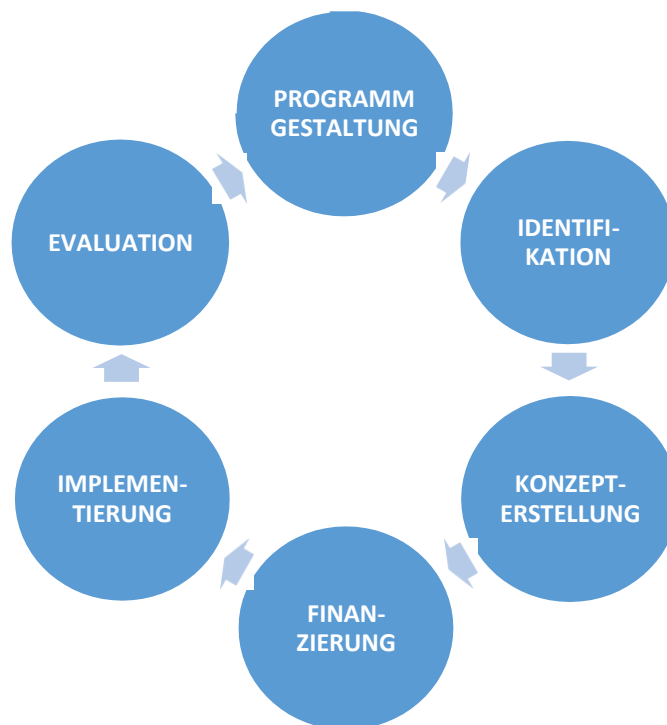 PROGRAMM
GESTALTUNG
IDENTIFI-
KATION
KONZEPT-
ERSTELLUNG
FINAN-
ZIERUNG
IMPLEMEN-
TIERUNG
EVALUATION